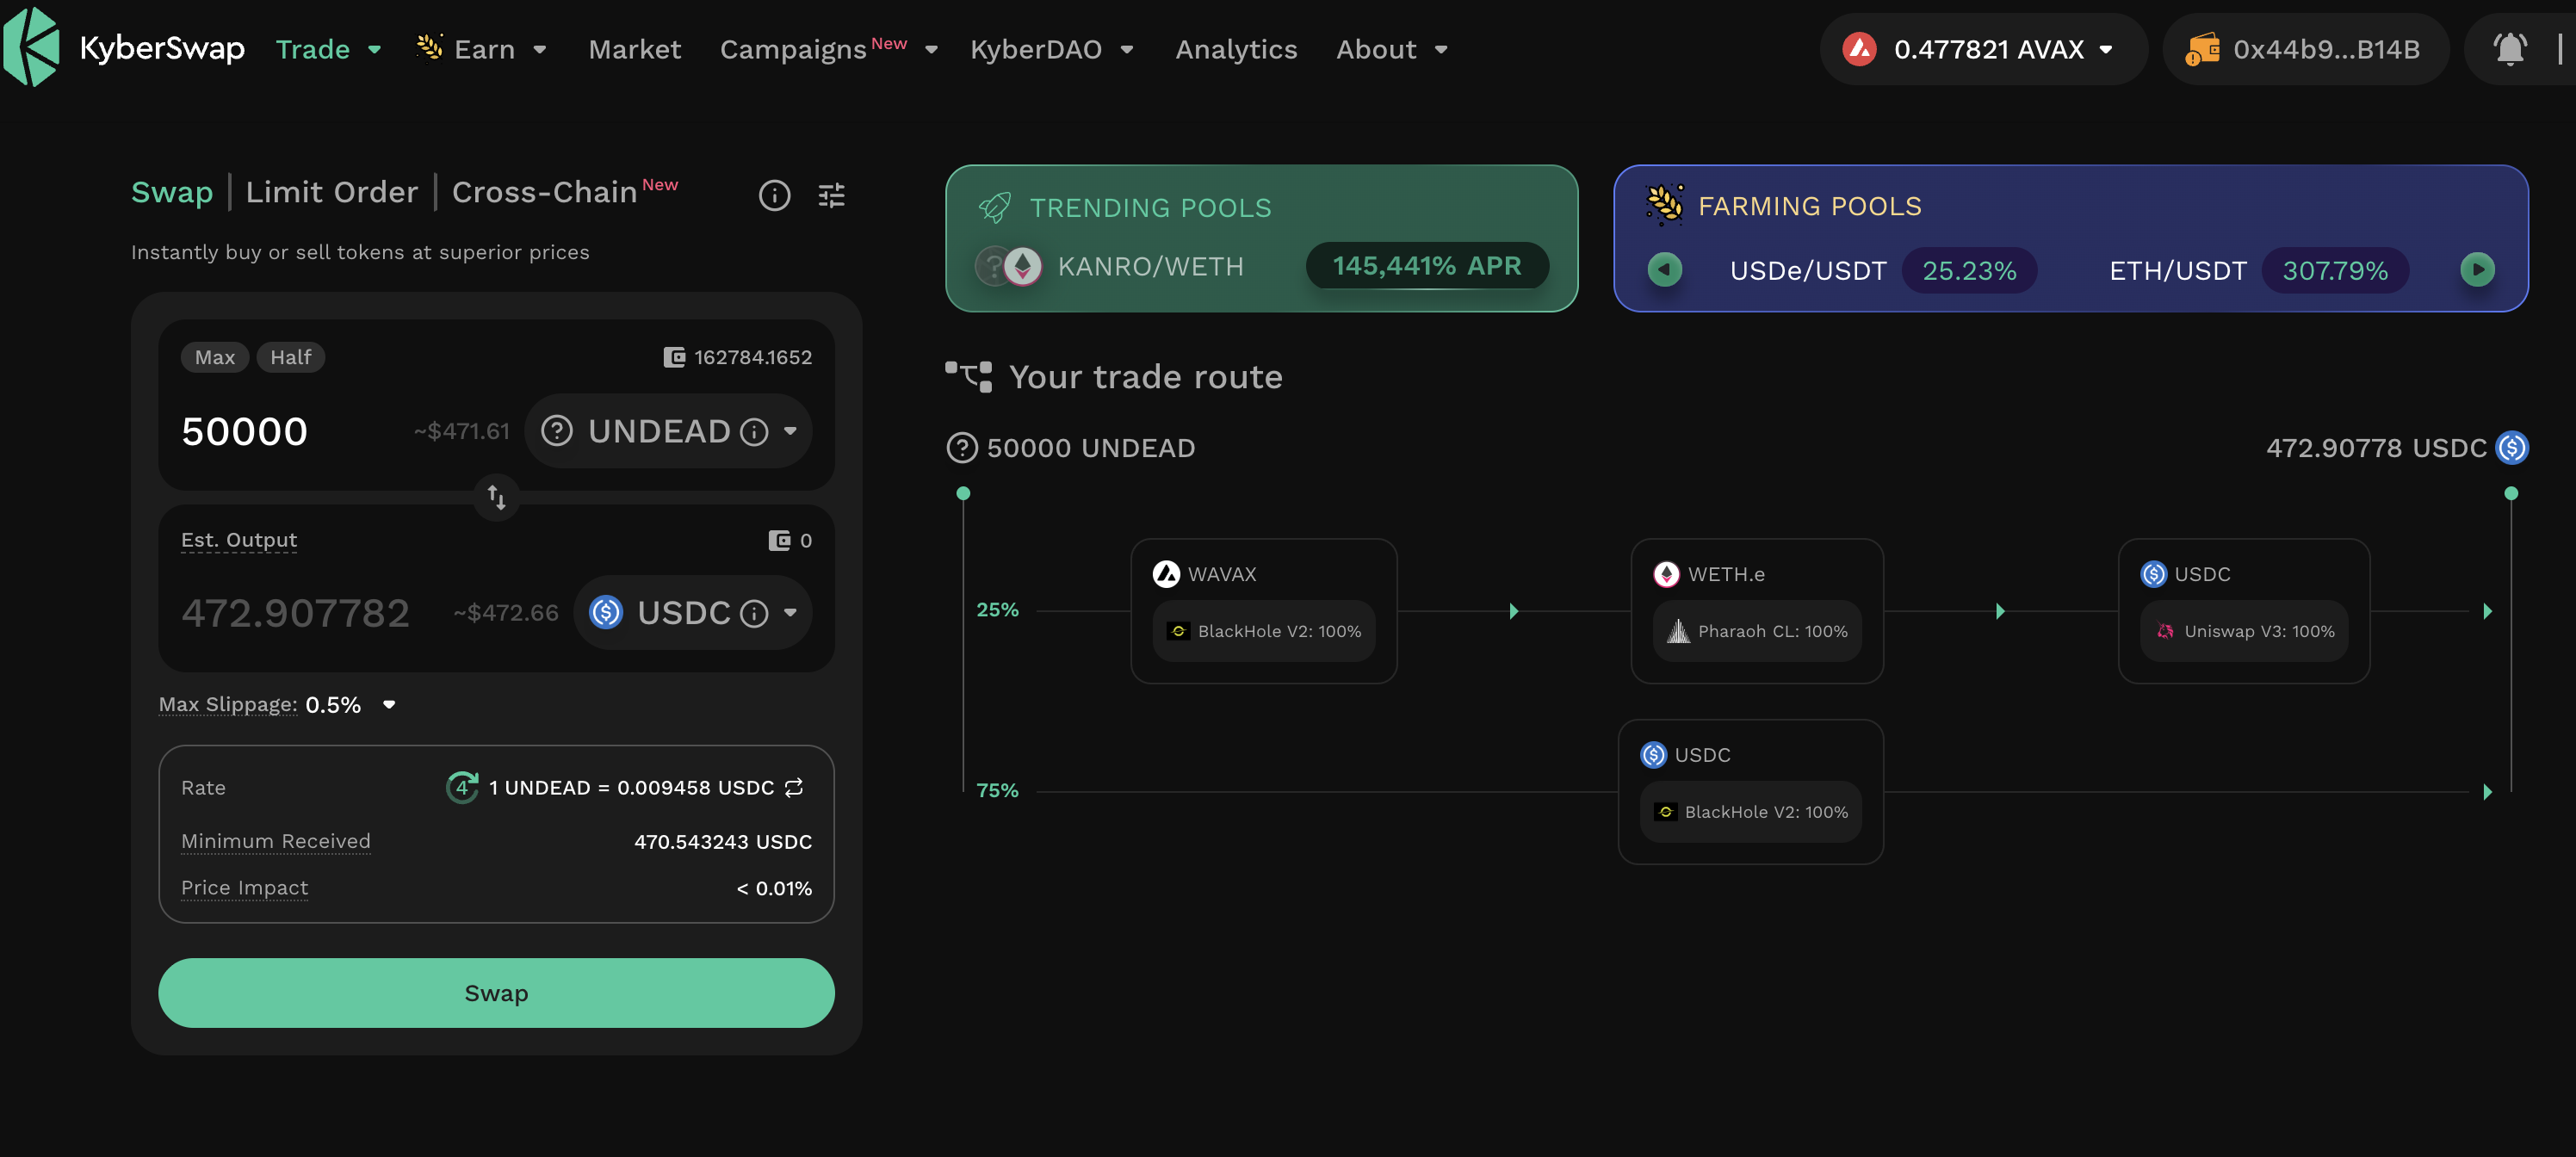 KyberSwap Trade Earn Market Campaigns New KyberDAO Analytics About 0.477821 AVAX 0x44b9...B14B
Swap | Limit Order | Cross-Chain New
Instantly buy or sell tokens at superior prices
Max Half 162784.1652
50000 ~$471.61 UNDEAD
Est. Output 0
472.907782 ~$472.66 USDC
Max Slippage: 0.5%
Rate 4 1 UNDEAD = 0.009458 USDC
Minimum Received 470.543243 USDC
Price Impact < 0.01%
Swap
TRENDING POOLS
KANRO/WETH 145,441% APR
FARMING POOLS
USDe/USDT 25.23% ETH/USDT 307.79%
Your trade route
50000 UNDEAD 472.90778 USDC
WAVAX WETH.e USDC
25% BlackHole V2: 100% Pharaoh CL: 100% Uniswap V3: 100%
USDC
75% BlackHole V2: 100%